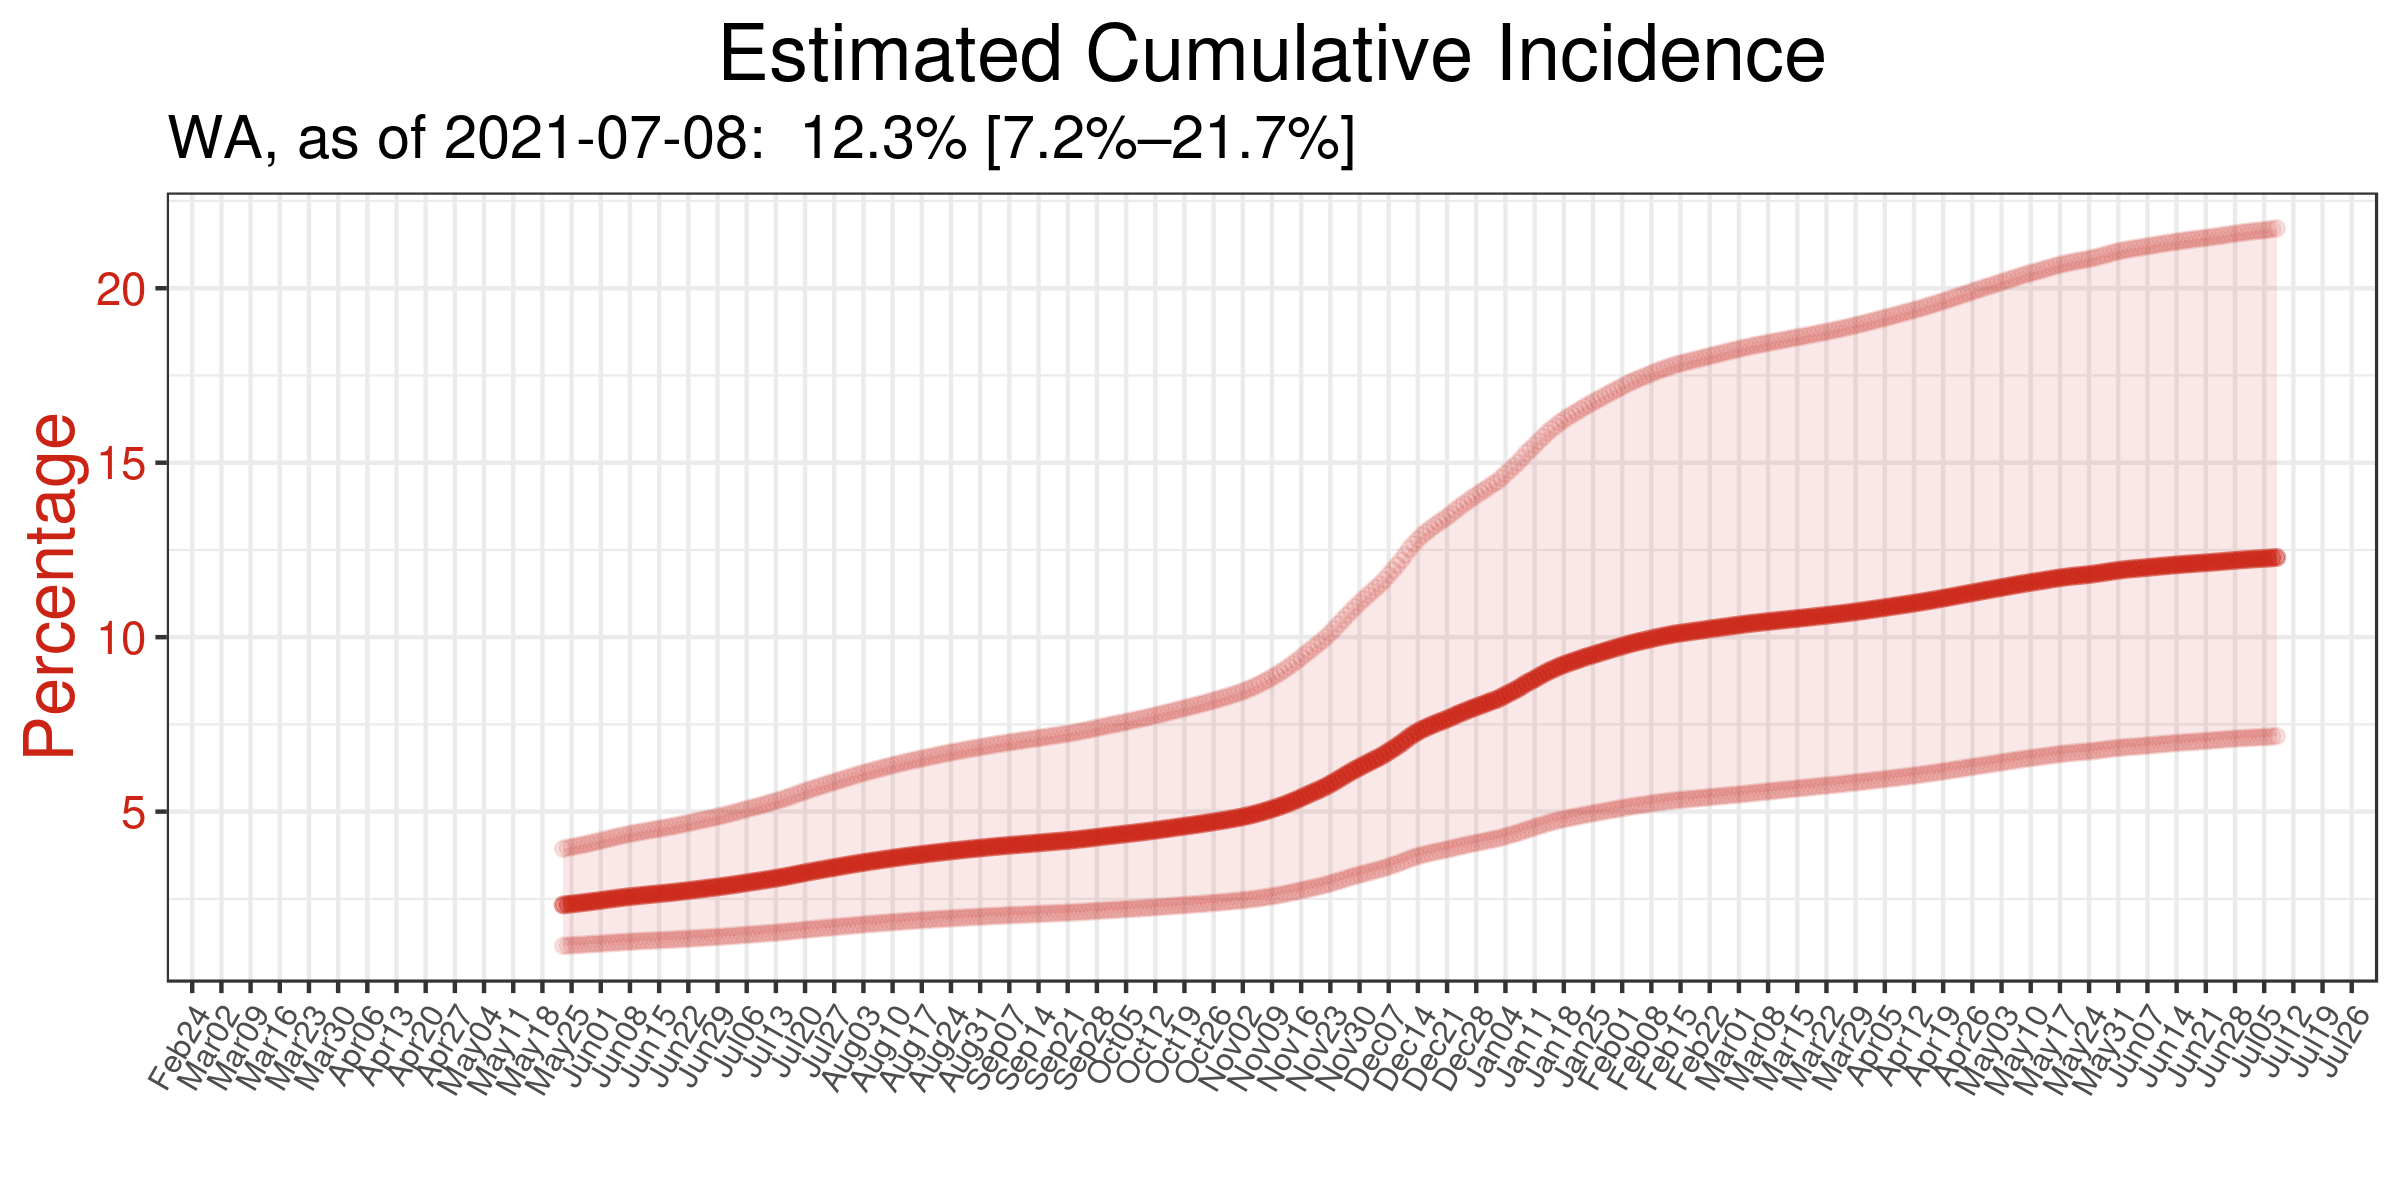 Estimated Cumulative Incidence
WA, as of 2021-07-08:  12.3% [7.2%–21.7%]
Percentage
20
15
10
5
Feb24
Mar02
Mar09
Mar16
Mar23
Mar30
Apr06
Apr13
Apr20
Apr27
May04
May11
May18
May25
Jun01
Jun08
Jun15
Jun22
Jun29
Jul06
Jul13
Jul20
Jul27
Aug03
Aug10
Aug17
Aug24
Aug31
Sep07
Sep14
Sep21
Sep28
Oct05
Oct12
Oct19
Oct26
Nov02
Nov09
Nov16
Nov23
Nov30
Dec07
Dec14
Dec21
Dec28
Jan04
Jan11
Jan18
Jan25
Feb01
Feb08
Feb15
Feb22
Mar01
Mar08
Mar15
Mar22
Mar29
Apr05
Apr12
Apr19
Apr26
May03
May10
May17
May24
May31
Jun07
Jun14
Jun21
Jun28
Jul05
Jul12
Jul19
Jul26